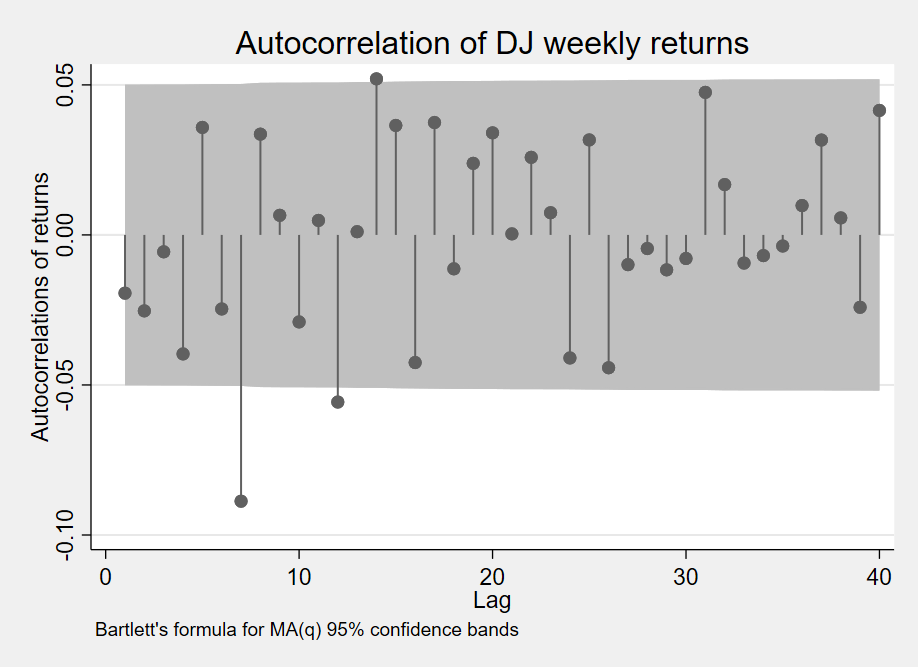 Autocorrelation of DJ weekly returns
Autocorrelations of returns
0.05
0.00
-0.05
-0.10
0 10 20 30 40
Lag
Bartlett's formula for MA(q) 95% confidence bands